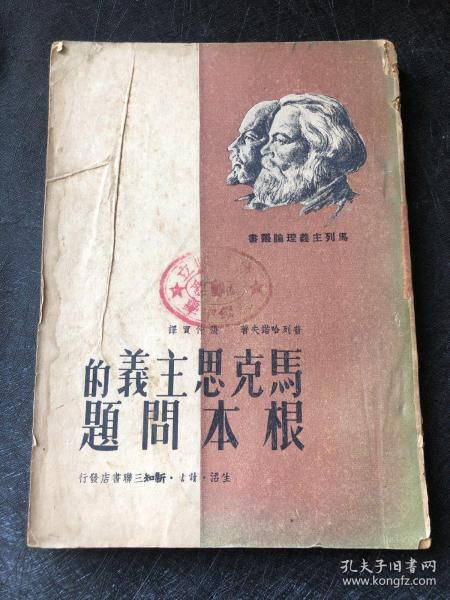 馬列主義理論叢書
普列哈諾夫著 張仲實譯
馬克思主義的
根本問題
生活·讀書·新知三聯書店發行
孔夫子旧书网
www.kongfz.com